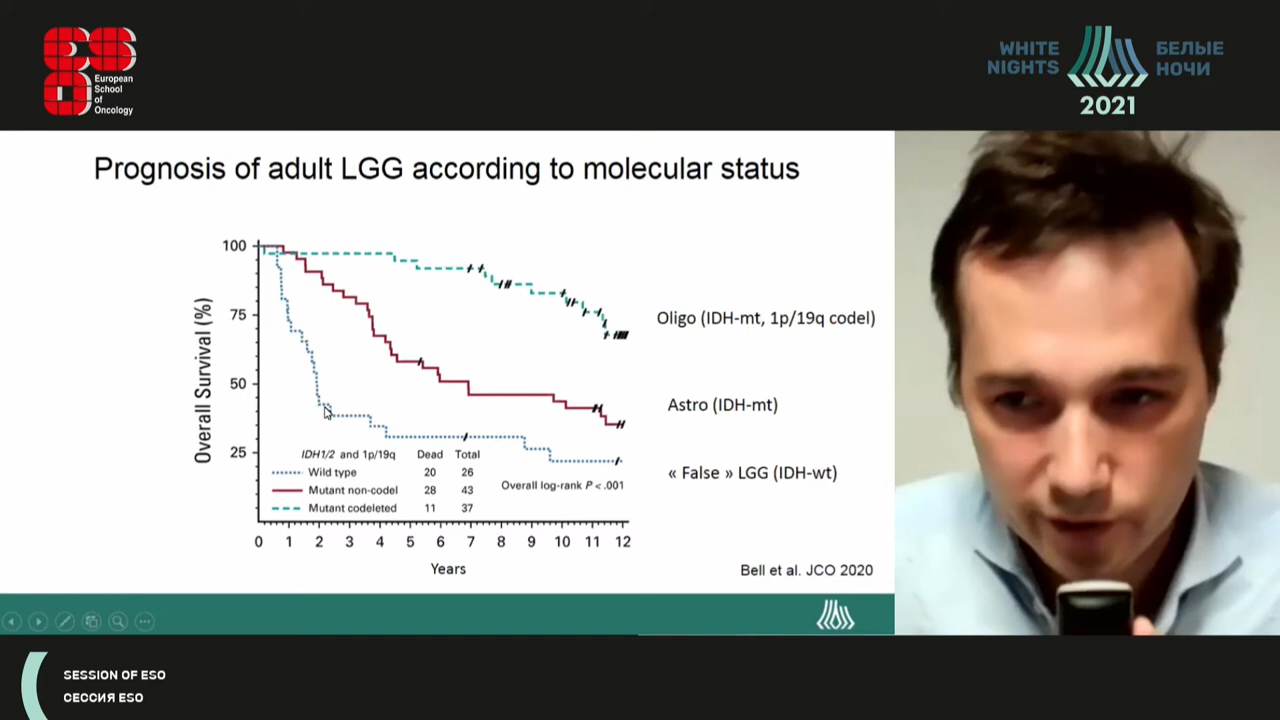 European
School
of
Oncology
WHITE
NIGHTS
БЕЛЫЕ
НОЧИ
2021
Prognosis of adult LGG according to molecular status
Overall Survival (%)
100
75
50
25
IDH1/2 and 1p/19q Dead Total
Wild type 20 26
Mutant non-codel 28 43
Mutant codeleted 11 37
Overall log-rank P < .001
0 1 2 3 4 5 6 7 8 9 10 11 12
Years
Oligo (IDH-mt, 1p/19q codel)
Astro (IDH-mt)
« False » LGG (IDH-wt)
Bell et al. JCO 2020
SESSION OF ESO
СЕССИЯ ESO